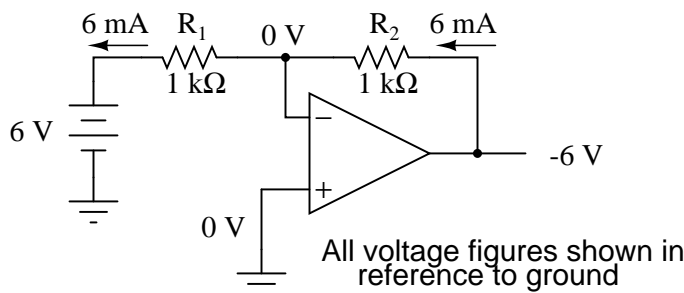 6 mA R1 0 V R2 6 mA
1 kΩ 1 kΩ
6 V
−
-6 V
+
0 V
All voltage figures shown in
reference to ground